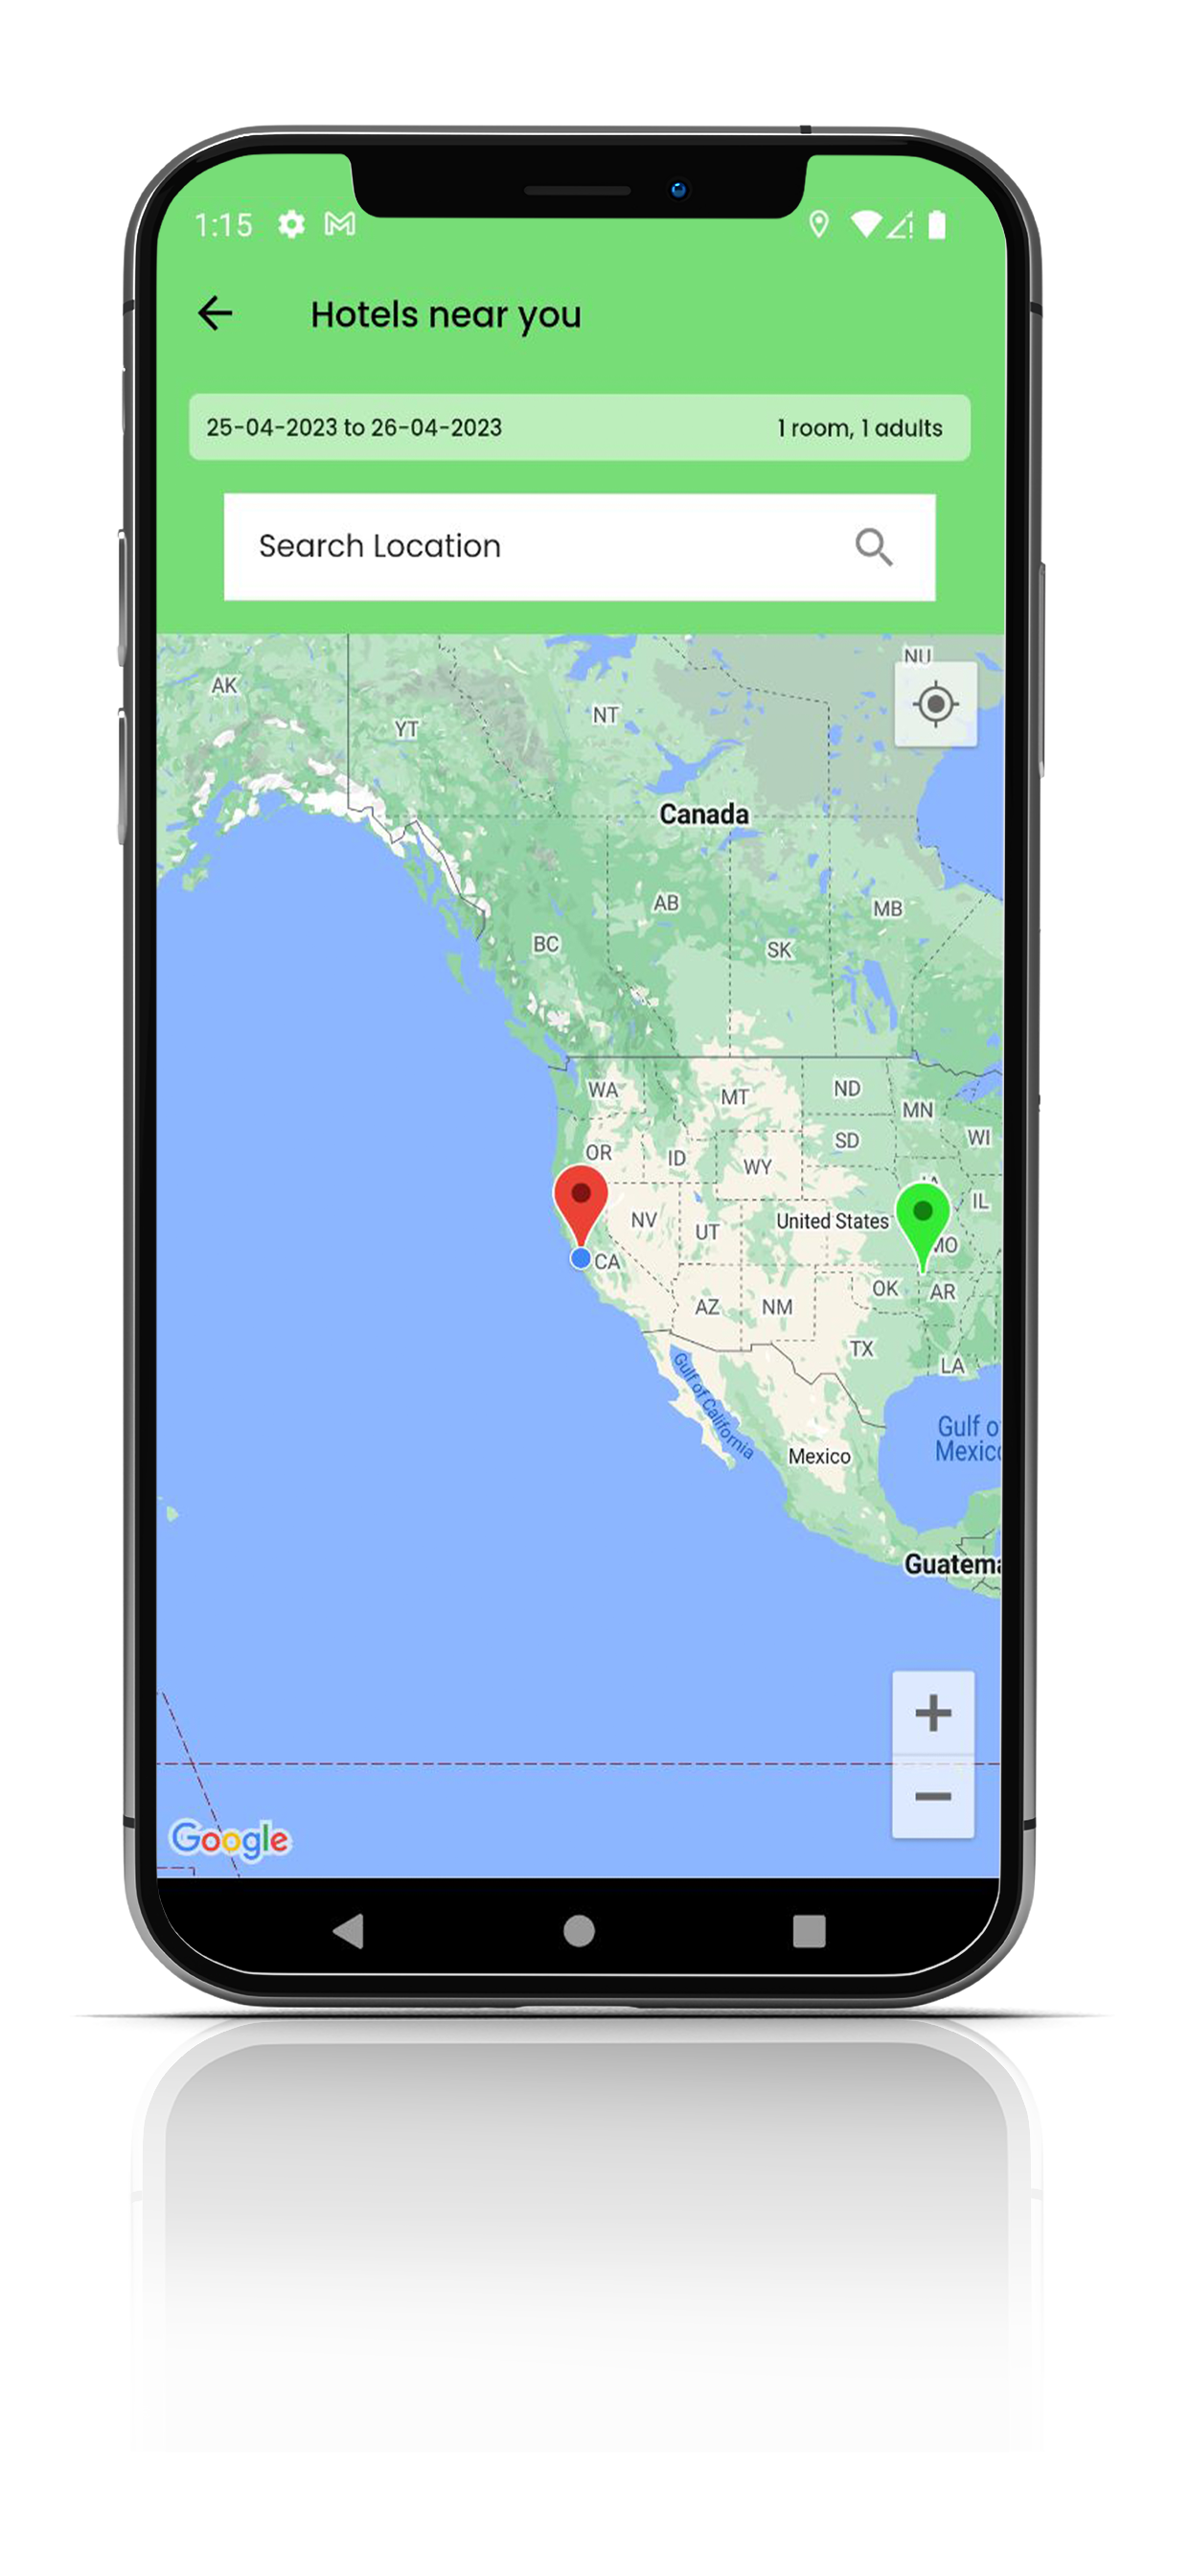 1:15
Hotels near you
25-04-2023 to 26-04-2023 1 room, 1 adults
Search Location
NU
AK
NT
YT
Canada
AB
MB
BC
SK
WA
MT
ND
MN
WI
SD
OR
ID
WY
IL
NV
United States
UT
MO
CA
OK
AR
AZ
NM
TX
LA
Gulf of California
Gulf o
Mexico
Mexico
Guatema
Google